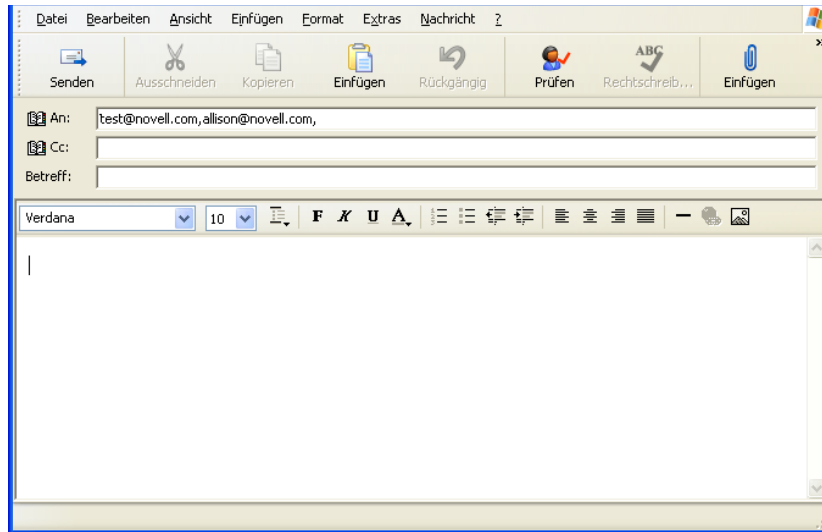 Datei Bearbeiten Ansicht Einfügen Format Extras Nachricht ?
Senden Ausschneiden Kopieren Einfügen Rückgängig Prüfen Rechtschreib... Einfügen
An: test@novell.com,allison@novell.com,
Cc:
Betreff:
Verdana 10 F K U A